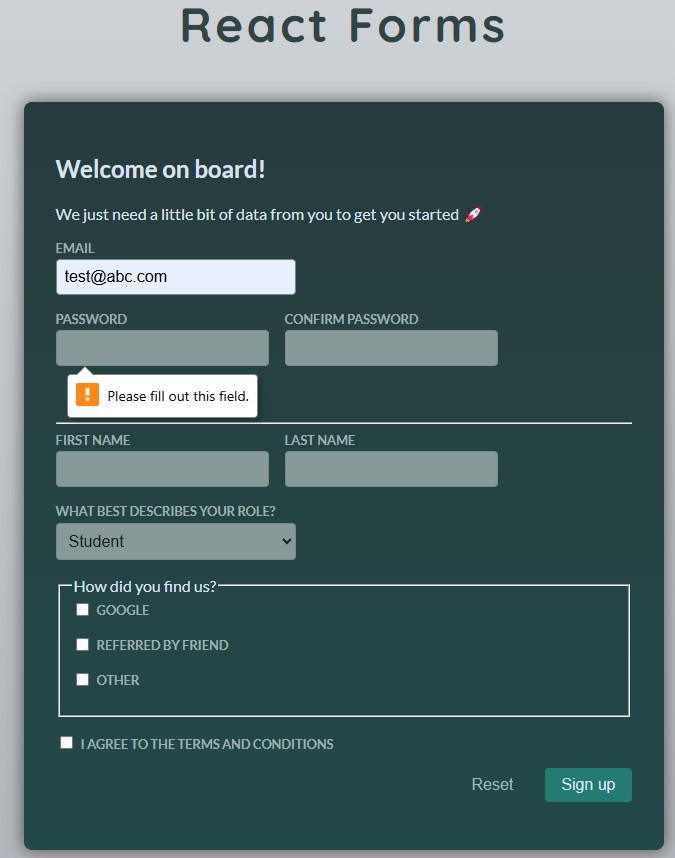 React Forms
Welcome on board!
We just need a little bit of data from you to get you started 🚀
EMAIL
test@abc.com
PASSWORD CONFIRM PASSWORD
! Please fill out this field.
FIRST NAME LAST NAME
WHAT BEST DESCRIBES YOUR ROLE?
Student
How did you find us?
GOOGLE
REFERRED BY FRIEND
OTHER
I AGREE TO THE TERMS AND CONDITIONS
Reset Sign up